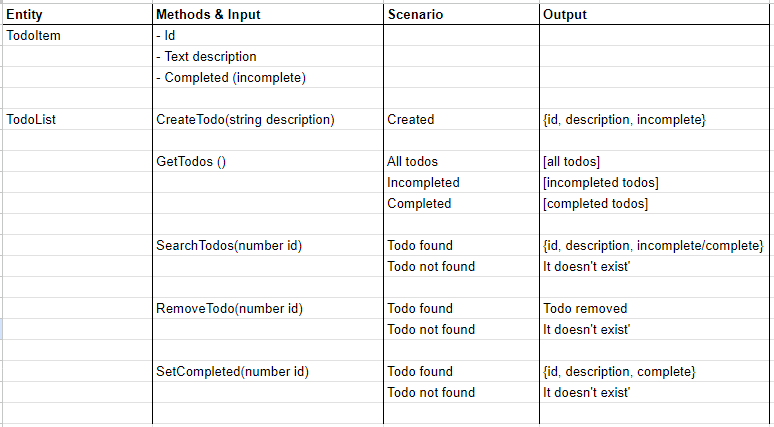 Entity Methods & Input Scenario Output
TodoItem - Id
- Text description
- Completed (incomplete)
TodoList CreateTodo(string description) Created {id, description, incomplete}
GetTodos () All todos [all todos]
Incompleted [incompleted todos]
Completed [completed todos]
SearchTodos(number id) Todo found {id, description, incomplete/complete}
Todo not found It doesn't exist'
RemoveTodo(number id) Todo found Todo removed
Todo not found It doesn't exist'
SetCompleted(number id) Todo found {id, description, complete}
Todo not found It doesn't exist'